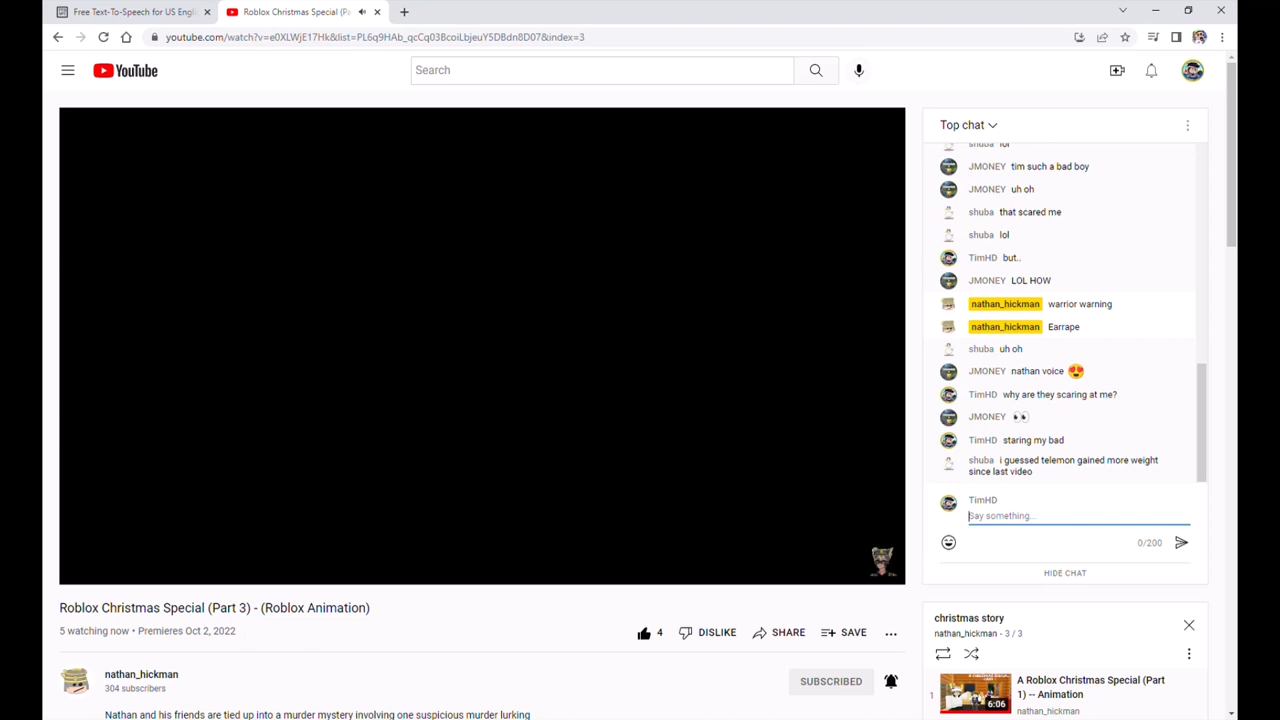 Free Text-To-Speech for US Engl
Roblox Christmas Special (Pa
youtube.com/watch?v=e0XLWjE17Hk&list=PL6q9HAb_qcCq03BcoiLbjeuY5DBdn8D07&index=3
YouTube
Search
Top chat
shuba lol
JMONEY tim such a bad boy
JMONEY uh oh
shuba that scared me
shuba lol
TimHD but..
JMONEY LOL HOW
nathan_hickman warrior warning
nathan_hickman Earrape
shuba uh oh
JMONEY nathan voice 😍
TimHD why are they scaring at me?
JMONEY 👀
TimHD staring my bad
shuba i guessed telemon gained more weight
since last video
TimHD
Say something...
0/200
HIDE CHAT
Roblox Christmas Special (Part 3) - (Roblox Animation)
5 watching now • Premieres Oct 2, 2022
4 DISLIKE SHARE SAVE
nathan_hickman
304 subscribers
SUBSCRIBED
Nathan and his friends are tied up into a murder mystery involving one suspicious murder lurking
christmas story
nathan_hickman - 3 / 3
1
6:06
A Roblox Christmas Special (Part
1) -- Animation
nathan_hickman